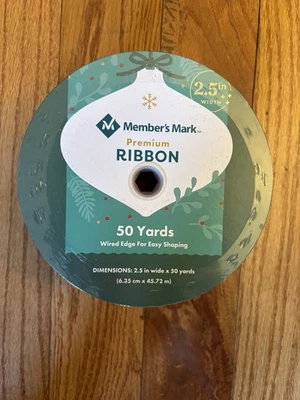 2.5 in
WIDTH
Member's Mark™
Premium
RIBBON
50 Yards
Wired Edge For Easy Shaping
DIMENSIONS: 2.5 in wide x 50 yards
(6.35 cm x 45.72 m)